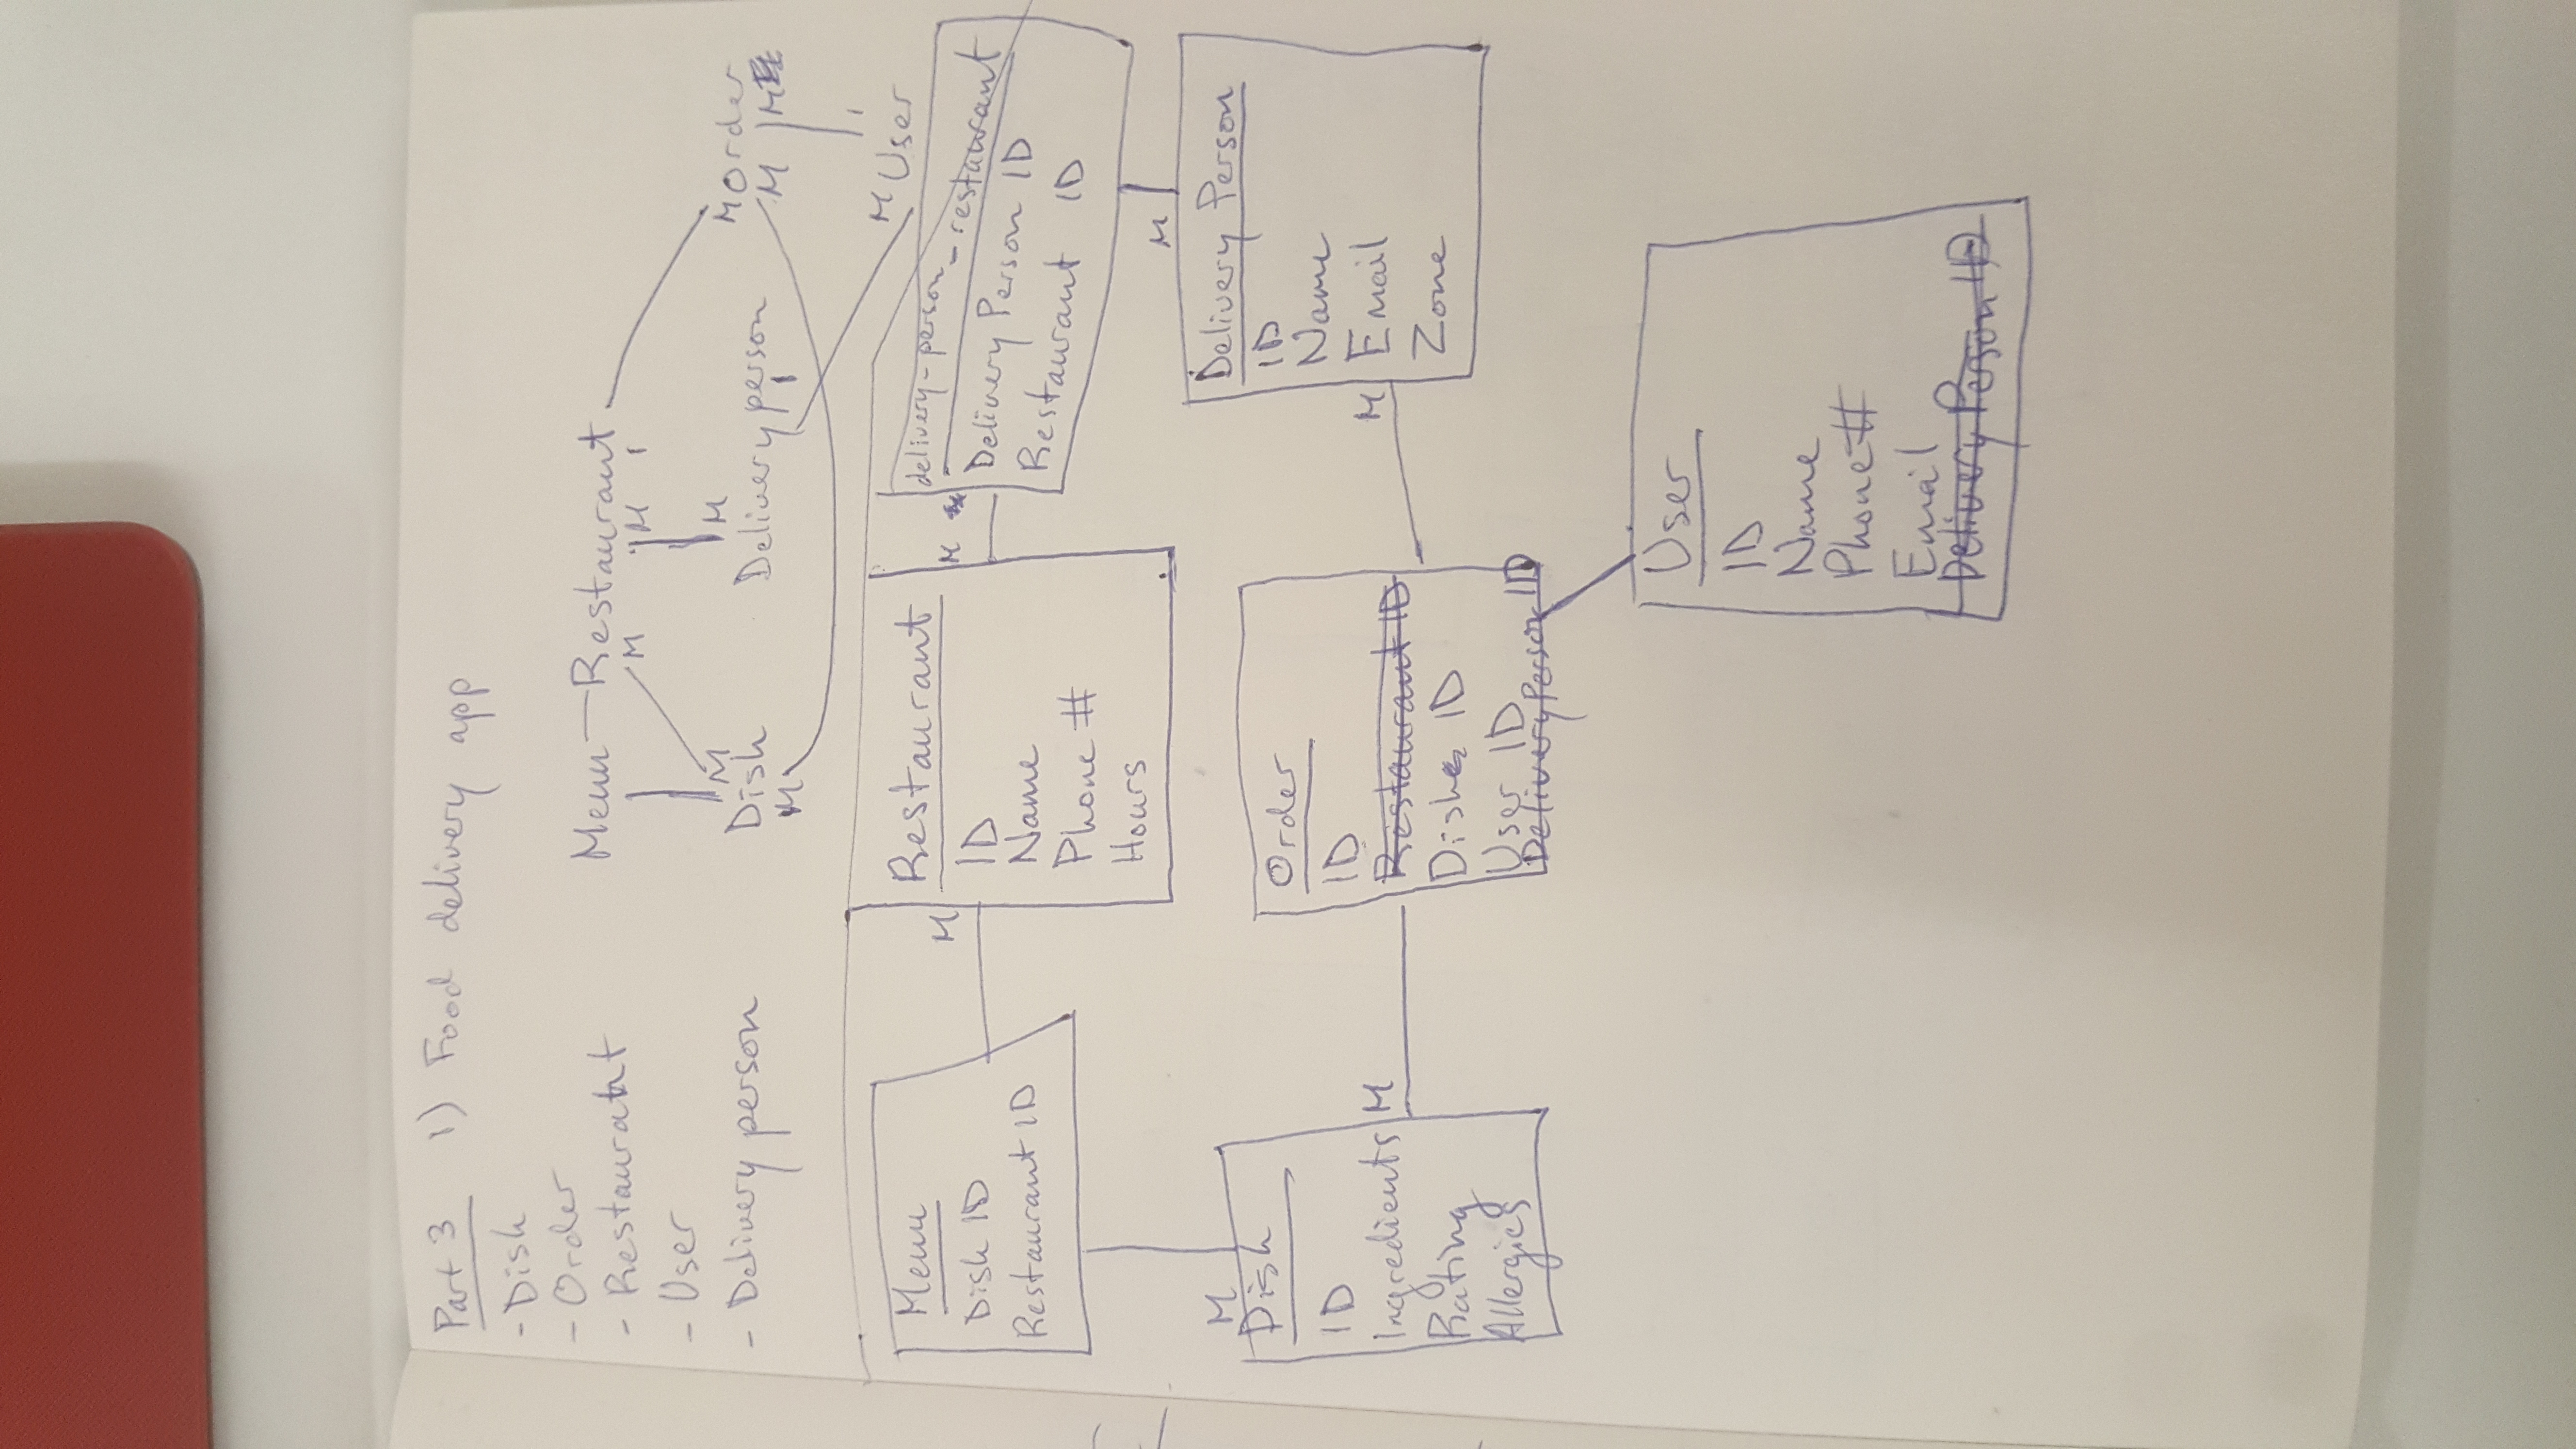 Part 3 1) Food delivery app
- Dish
- Order
- Restaurant
- User
- Delivery person
Menu Restaurant
M M 1
M M
Dish Delivery person M Order
M 1 M M
1
M User
Menu
Dish ID
Restaurant ID
M
Restaurant
ID
Name
Phone #
Hours
M
delivery-person-restaurant
Delivery Person ID
Restaurant ID
M
M
Dish
ID
Ingredients
Rating
Allergies
M
Order
ID
Restaurant ID
Dishes ID
User ID
Delivery Person ID
M
Delivery Person
ID
Name
Email
Zone
User
ID
Name
Phone #
Email
Delivery Person ID